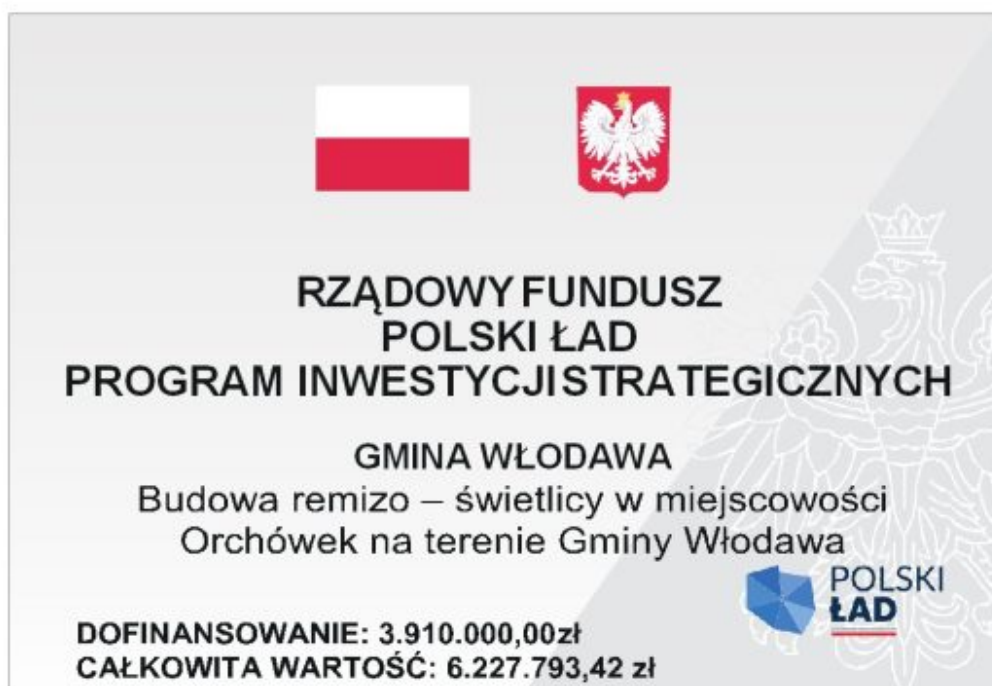 RZĄDOWY FUNDUSZ
POLSKI ŁAD
PROGRAM INWESTYCJI STRATEGICZNYCH
GMINA WŁODAWA
Budowa remizo – świetlicy w miejscowości
Orchówek na terenie Gminy Włodawa
POLSKI
ŁAD
DOFINANSOWANIE: 3.910.000,00zł
CAŁKOWITA WARTOŚĆ: 6.227.793,42 zł